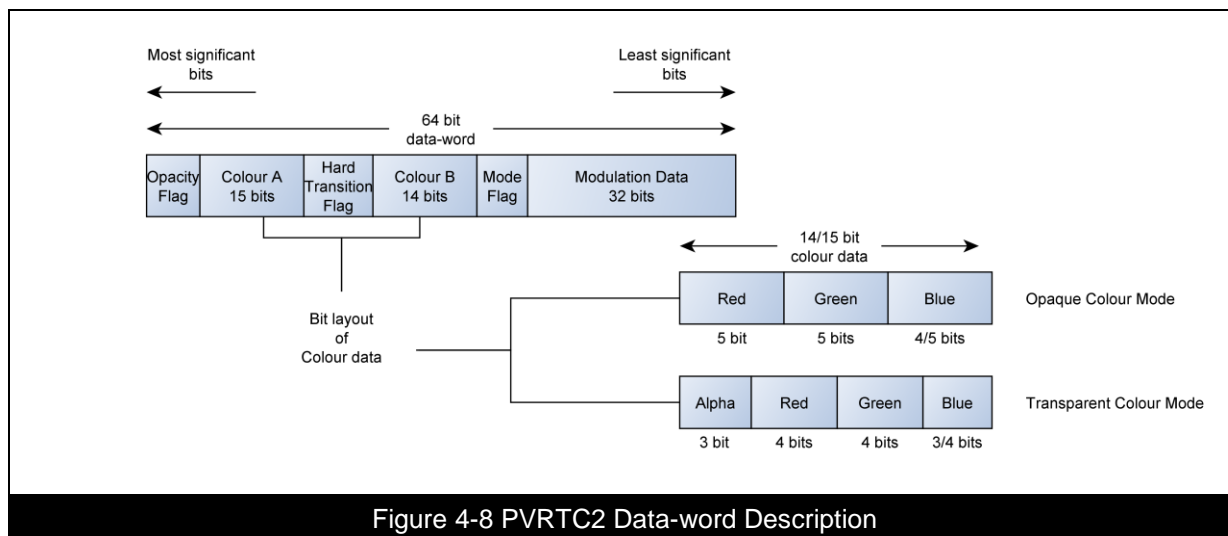 Most significant
bits
Least significant
bits
64 bit
data-word
Opacity
Flag
Colour A
15 bits
Hard
Transition
Flag
Colour B
14 bits
Mode
Flag
Modulation Data
32 bits
14/15 bit
colour data
Red
Green
Blue
Opaque Colour Mode
5 bit
5 bits
4/5 bits
Bit layout
of
Colour data
Alpha
Red
Green
Blue
Transparent Colour Mode
3 bit
4 bits
4 bits
3/4 bits
Figure 4-8 PVRTC2 Data-word Description